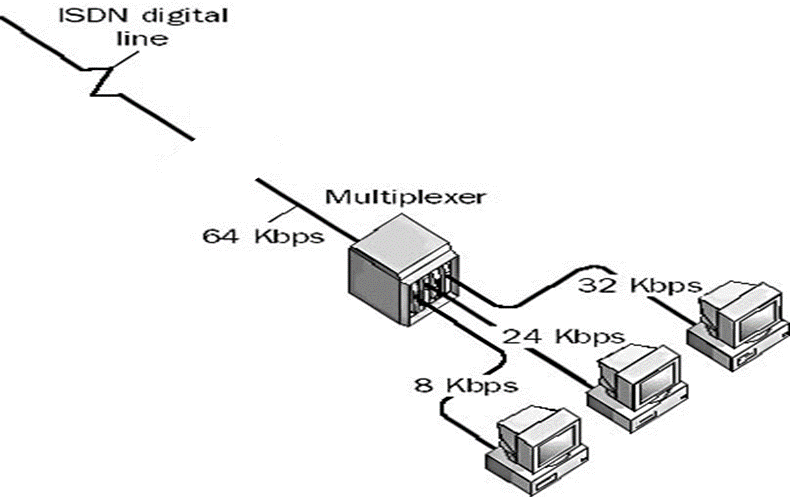 ISDN digital
line
Multiplexer
64 Kbps
32 Kbps
24 Kbps
8 Kbps